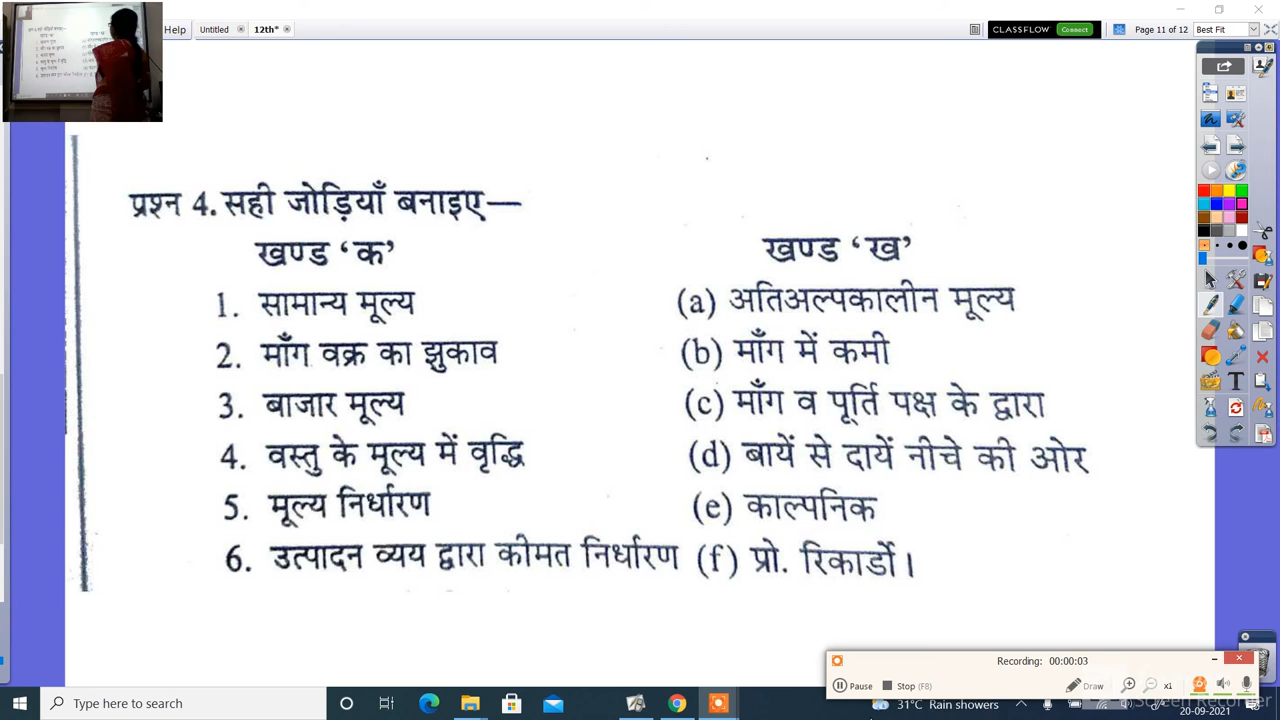 Help
Untitled
12th*
CLASSFLOW
Connect
Page 11 of 12
Best Fit
प्रश्न 4. सही जोड़ियाँ बनाइए—
खण्ड ‘क’ खण्ड ‘ख’
1. सामान्य मूल्य (a) अतिअल्पकालीन मूल्य
2. माँग वक्र का झुकाव (b) माँग में कमी
3. बाजार मूल्य (c) माँग व पूर्ति पक्ष के द्वारा
4. वस्तु के मूल्य में वृद्धि (d) बायें से दायें नीचे की ओर
5. मूल्य निर्धारण (e) काल्पनिक
6. उत्पादन व्यय द्वारा कीमत निर्धारण (f) प्रो. रिकार्डो।
Recording: 00:00:03
Pause
Stop (F8)
Draw
x1
Type here to search
31°C Rain showers
20-09-2021
Screen Recorder